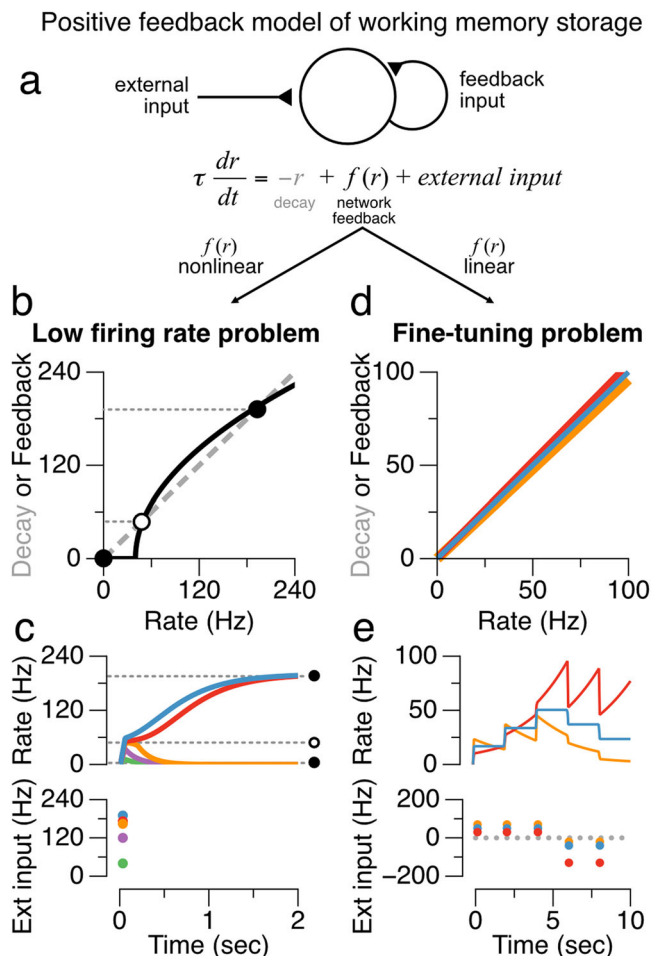 Positive feedback model of working memory storage
a
external
input
feedback
input
τ dr/dt = -r + f(r) + external input
decay
network
feedback
f(r)
nonlinear
f(r)
linear
b
Low firing rate problem
Decay or Feedback
240
120
0
0 120 240
Rate (Hz)
d
Fine-tuning problem
Decay or Feedback
100
50
0
0 50 100
Rate (Hz)
c
Rate (Hz)
240
120
0
Ext input (Hz)
240
120
0
0 1 2
Time (sec)
e
Rate (Hz)
100
50
0
Ext input (Hz)
200
0
−200
0 5 10
Time (sec)